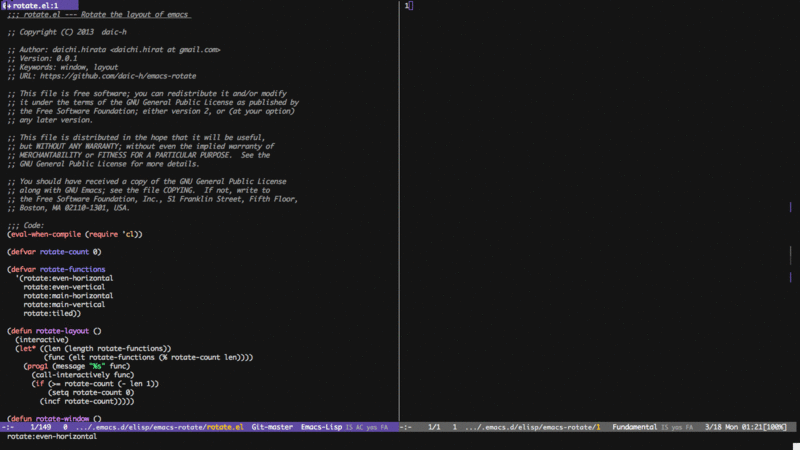 rotate.el:1
;;; rotate.el --- Rotate the layout of emacs
;; Copyright (C) 2013  daic-h
;; Author: daichi.hirata <daichi.hirat at gmail.com>
;; Version: 0.0.1
;; Keywords: window, layout
;; URL: https://github.com/daic-h/emacs-rotate
;; This file is free software; you can redistribute it and/or modify
;; it under the terms of the GNU General Public License as published by
;; the Free Software Foundation; either version 2, or (at your option)
;; any later version.
;; This file is distributed in the hope that it will be useful,
;; but WITHOUT ANY WARRANTY; without even the implied warranty of
;; MERCHANTABILITY or FITNESS FOR A PARTICULAR PURPOSE.  See the
;; GNU General Public License for more details.
;; You should have received a copy of the GNU General Public License
;; along with GNU Emacs; see the file COPYING.  If not, write to
;; the Free Software Foundation, Inc., 51 Franklin Street, Fifth Floor,
;; Boston, MA 02110-1301, USA.
;;; Code:
(eval-when-compile (require 'cl))
(defvar rotate-count 0)
(defvar rotate-functions
  '(rotate:even-horizontal
    rotate:even-vertical
    rotate:main-horizontal
    rotate:main-vertical
    rotate:tiled))
(defun rotate-layout ()
  (interactive)
  (let* ((len (length rotate-functions))
         (func (elt rotate-functions (% rotate-count len))))
    (prog1 (message "%s" func)
      (call-interactively func)
      (if (>= rotate-count (- len 1))
          (setq rotate-count 0)
        (incf rotate-count)))))
(defun rotate-window ()
-:-   1/149   0  .../.emacs.d/elisp/emacs-rotate/rotate.el  Git-master  Emacs-Lisp IS AC yas FA
rotate:even-horizontal
1
-:-   1/1   1  .../.emacs.d/elisp/emacs-rotate/1   Fundamental IS yas FA   3/18 Mon 01:21[100%]